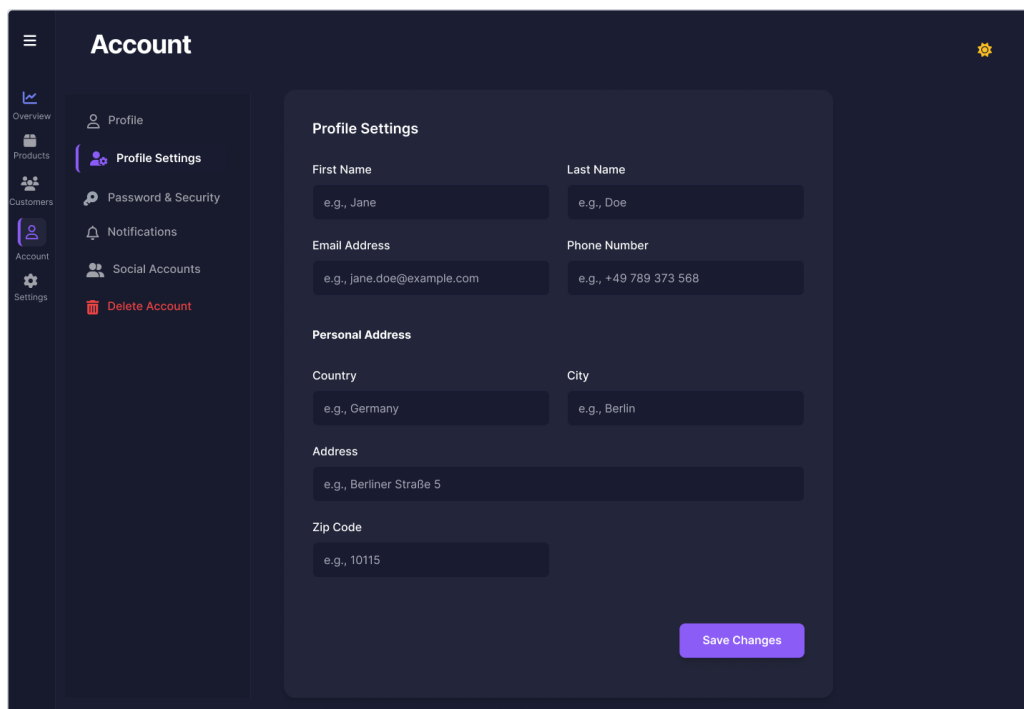 Account
Overview
Products
Customers
Account
Settings
Profile
Profile Settings
Password & Security
Notifications
Social Accounts
Delete Account
Profile Settings
First Name
Last Name
e.g., Jane
e.g., Doe
Email Address
Phone Number
e.g., jane.doe@example.com
e.g., +49 789 373 568
Personal Address
Country
City
e.g., Germany
e.g., Berlin
Address
e.g., Berliner Straße 5
Zip Code
e.g., 10115
Save Changes